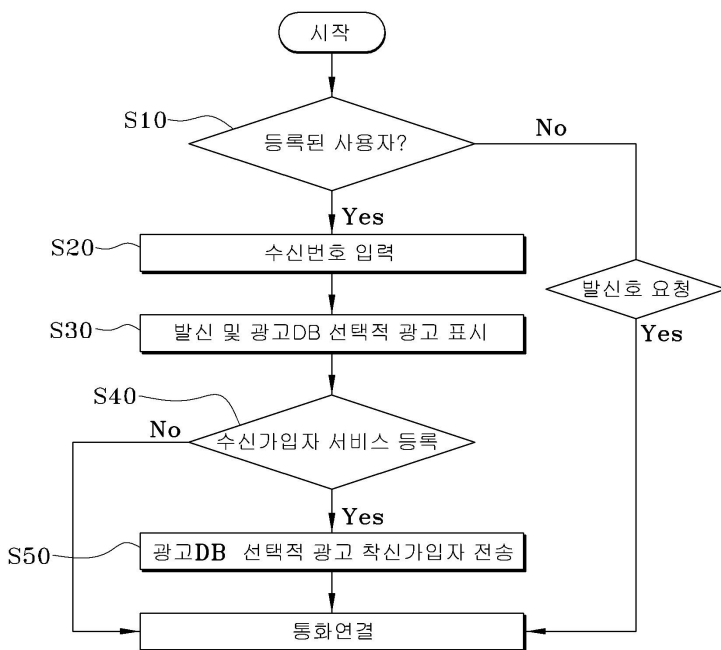 시작
S10
등록된 사용자?
No
Yes
S20
수신번호 입력
발신호 요청
Yes
S30
발신 및 광고DB 선택적 광고 표시
S40
No
수신가입자 서비스 등록
Yes
S50
광고DB 선택적 광고 착신가입자 전송
통화연결